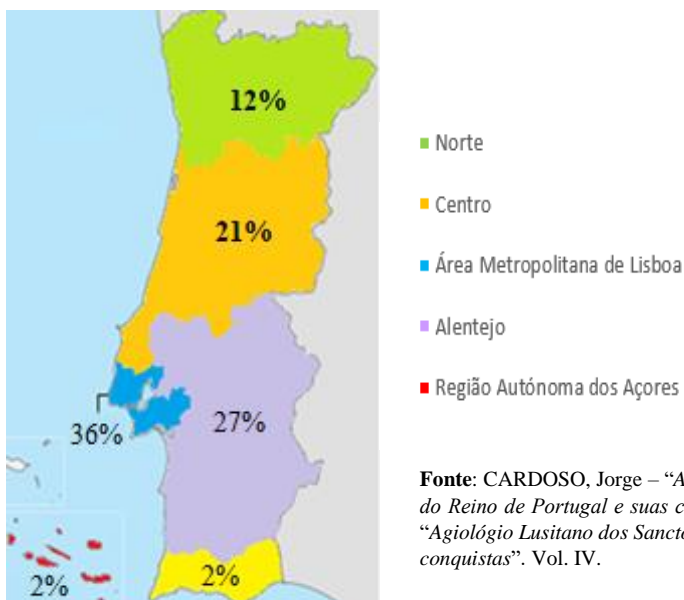 12%
21%
36%
27%
2%
2%
Norte
Centro
Área Metropolitana de Lisboa
Alentejo
Região Autónoma dos Açores
Fonte: CARDOSO, Jorge – “A
do Reino de Portugal e suas c
“Agiológio Lusitano dos Sancto
conquistas”. Vol. IV.